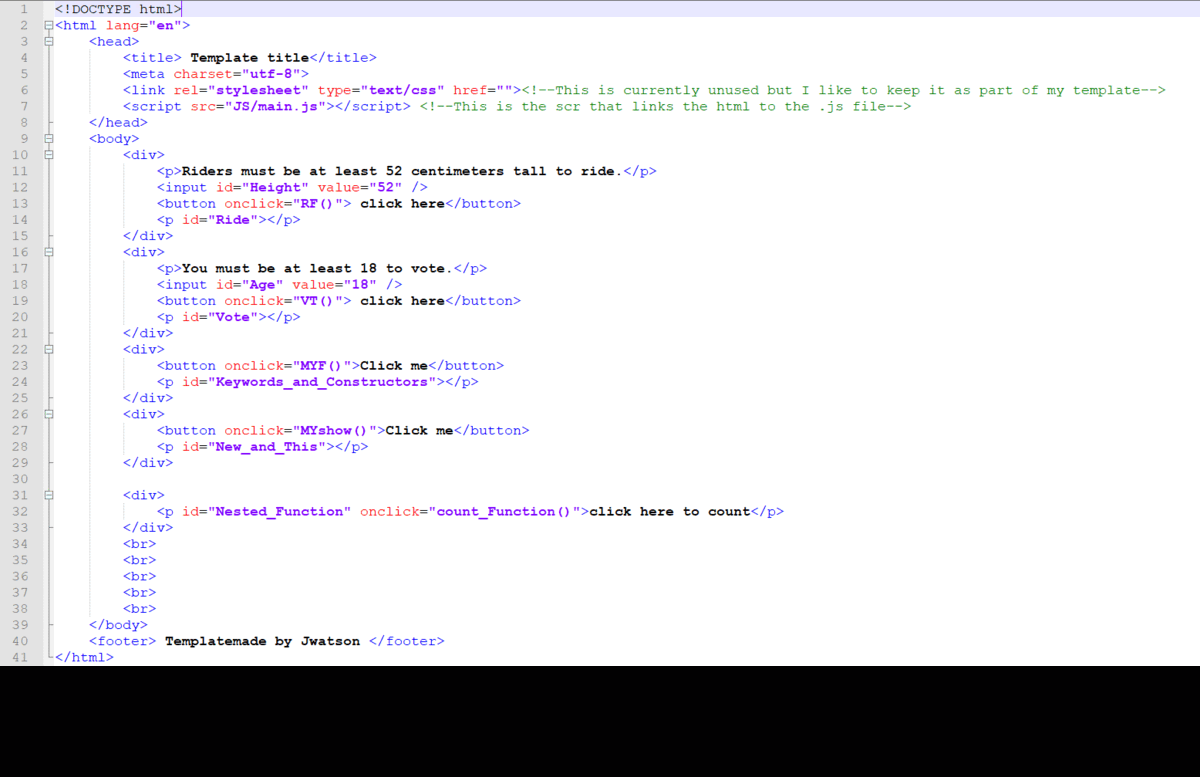 1 <!DOCTYPE html>
2 <html lang="en">
3 <head>
4 <title> Template title</title>
5 <meta charset="utf-8">
6 <link rel="stylesheet" type="text/css" href=""><!--This is currently unused but I like to keep it as part of my template-->
7 <script src="JS/main.js"></script> <!--This is the scr that links the html to the .js file-->
8 </head>
9 <body>
10 <div>
11 <p>Riders must be at least 52 centimeters tall to ride.</p>
12 <input id="Height" value="52" />
13 <button onclick="RF()"> click here</button>
14 <p id="Ride"></p>
15 </div>
16 <div>
17 <p>You must be at least 18 to vote.</p>
18 <input id="Age" value="18" />
19 <button onclick="VT()"> click here</button>
20 <p id="Vote"></p>
21 </div>
22 <div>
23 <button onclick="MYF()">Click me</button>
24 <p id="Keywords_and_Constructors"></p>
25 </div>
26 <div>
27 <button onclick="MYshow()">Click me</button>
28 <p id="New_and_This"></p>
29 </div>
30
31 <div>
32 <p id="Nested_Function" onclick="count_Function()">click here to count</p>
33 </div>
34 <br>
35 <br>
36 <br>
37 <br>
38 <br>
39 </body>
40 <footer> Templatemade by Jwatson </footer>
41 </html>